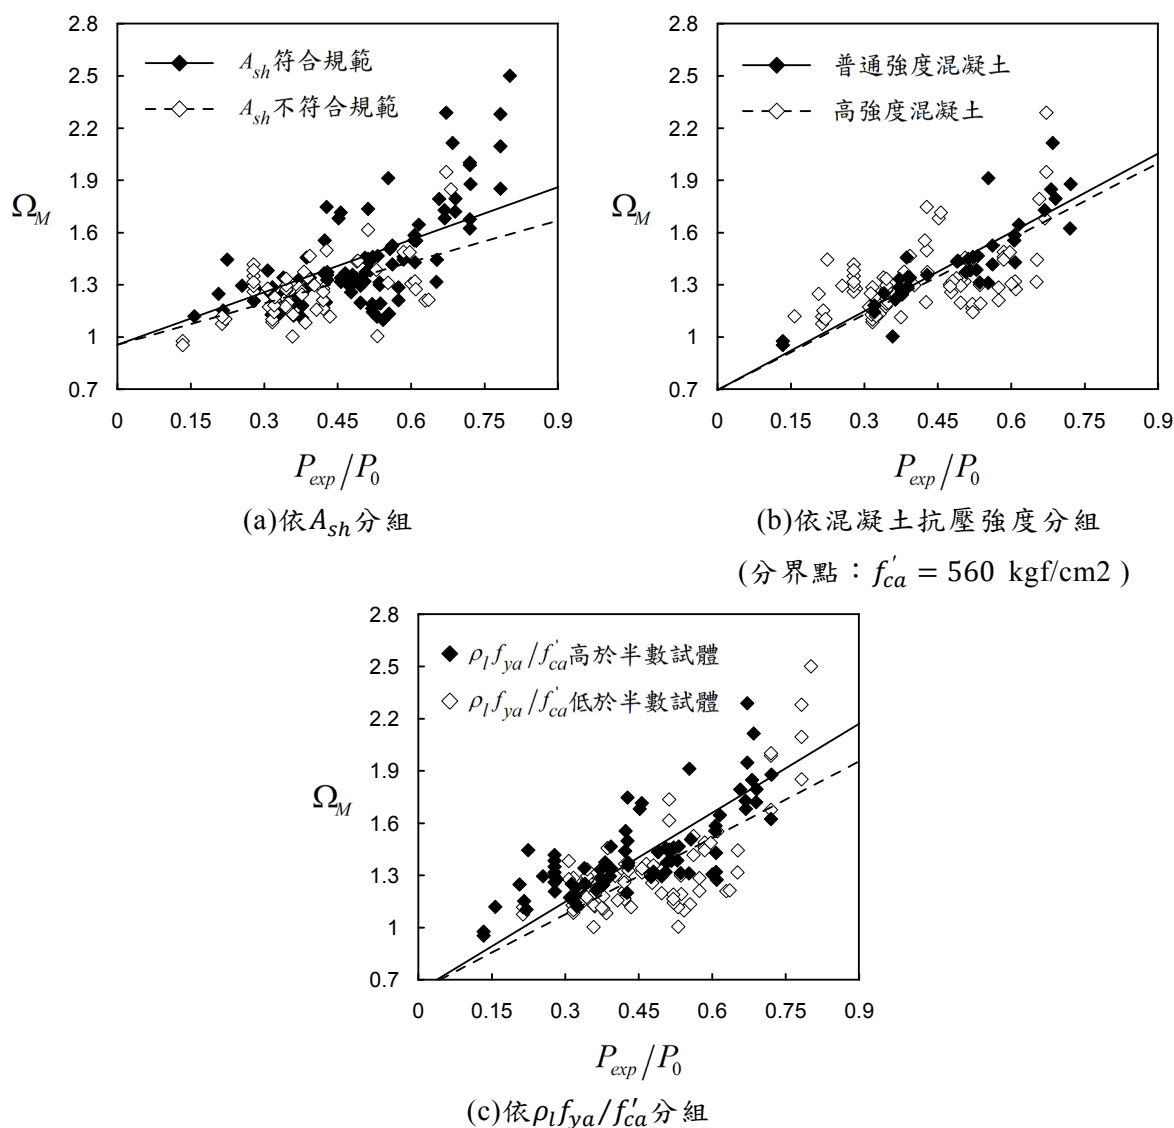 2.8
2.5
2.2
1.9
1.6
1.3
1
0.7
Ω_M
A_sh符合規範
A_sh不符合規範
0 0.15 0.3 0.45 0.6 0.75 0.9
P_exp/P_0
(a)依A_sh分組
2.8
2.5
2.2
1.9
1.6
1.3
1
0.7
Ω_M
普通強度混凝土
高強度混凝土
0 0.15 0.3 0.45 0.6 0.75 0.9
P_exp/P_0
(b)依混凝土抗壓強度分組
(分界點：f'_ca = 560 kgf/cm2 )
2.8
2.5
2.2
1.9
1.6
1.3
1
0.7
Ω_M
ρ_l f_ya/f'_ca高於半數試體
ρ_l f_ya/f'_ca低於半數試體
0 0.15 0.3 0.45 0.6 0.75 0.9
P_exp/P_0
(c)依ρ_l f_ya/f'_ca分組